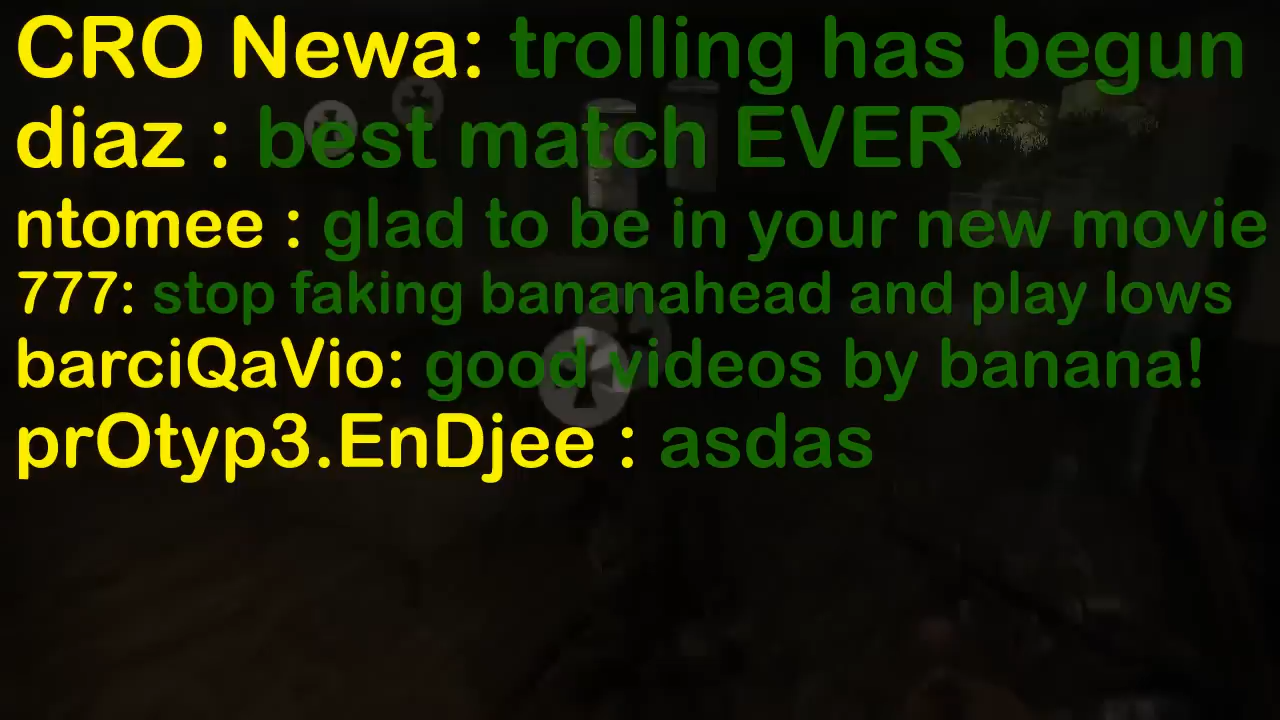 CRO Newa: trolling has begun
diaz : best match EVER
ntomee : glad to be in your new movie
777: stop faking bananahead and play lows
barciQaVio: good videos by banana!
prOtyp3.EnDjee : asdas